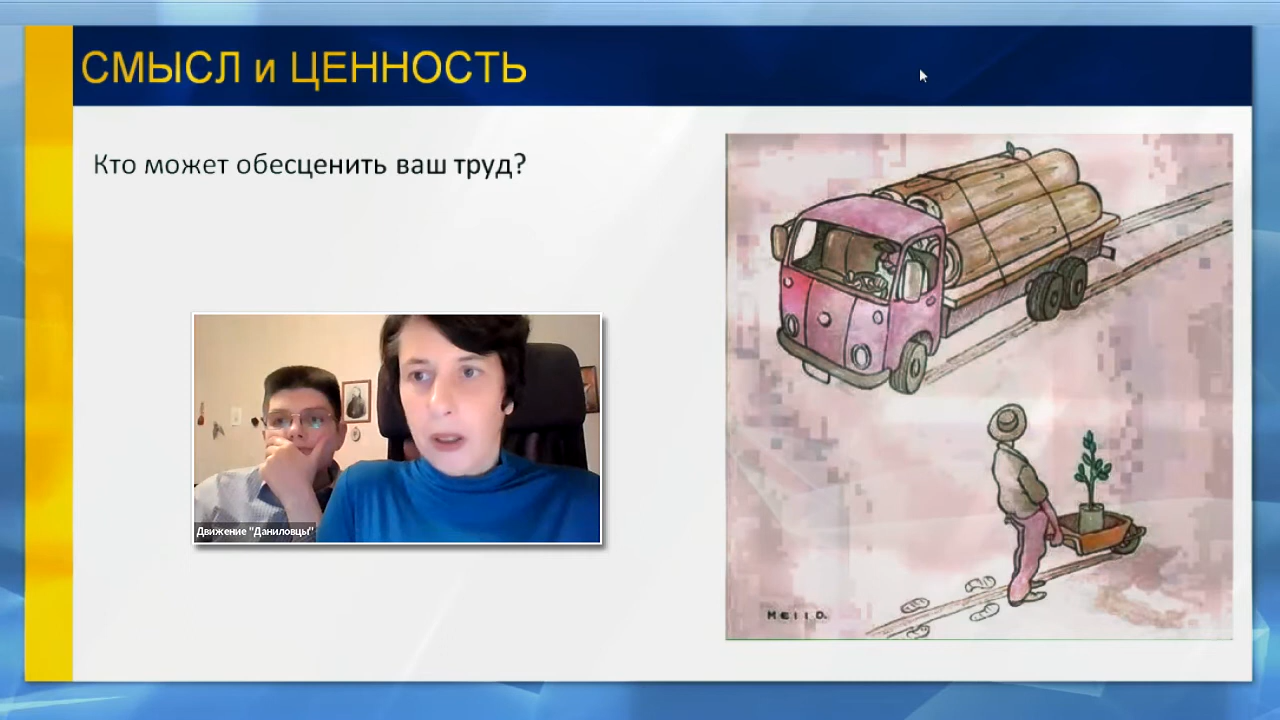 СМЫСЛ и ЦЕННОСТЬ
Кто может обесценить ваш труд?
Движение "Даниловцы"